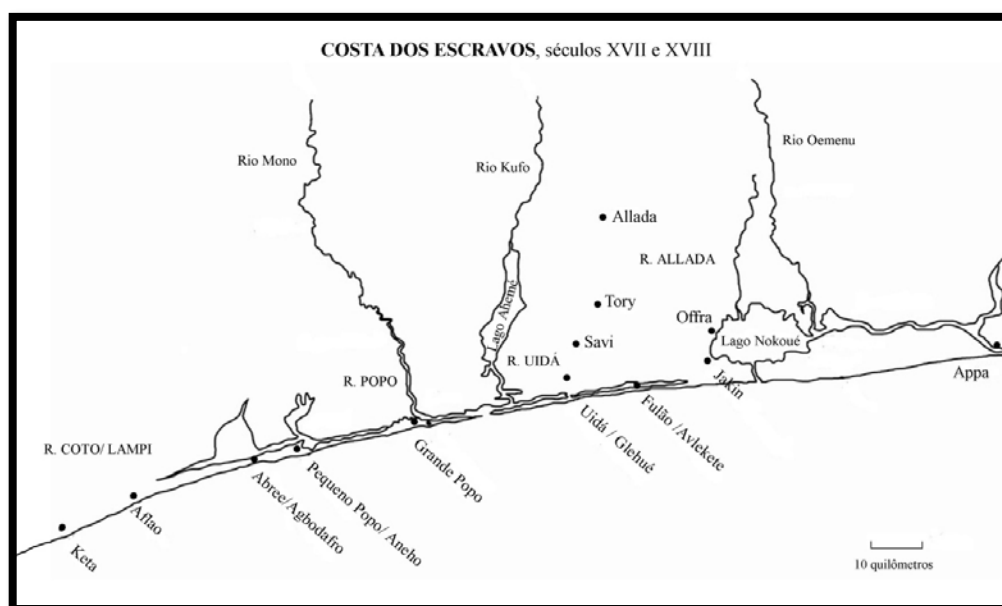 COSTA DOS ESCRAVOS, séculos XVII e XVIII
Rio Mono
Rio Kufo
Rio Oemenu
Allada
R. ALLADA
Lago Ahemé
Tory
Offra
Lago Nokoué
Savi
R. UIDÁ
Jakin
Appa
R. POPO
Uidá / Glehué
Fulão /Avlekete
Grande Popo
R. COTO/ LAMPI
Pequeno Popo/ Aneho
Abree/Agbodafro
Aflao
Keta
10 quilômetros